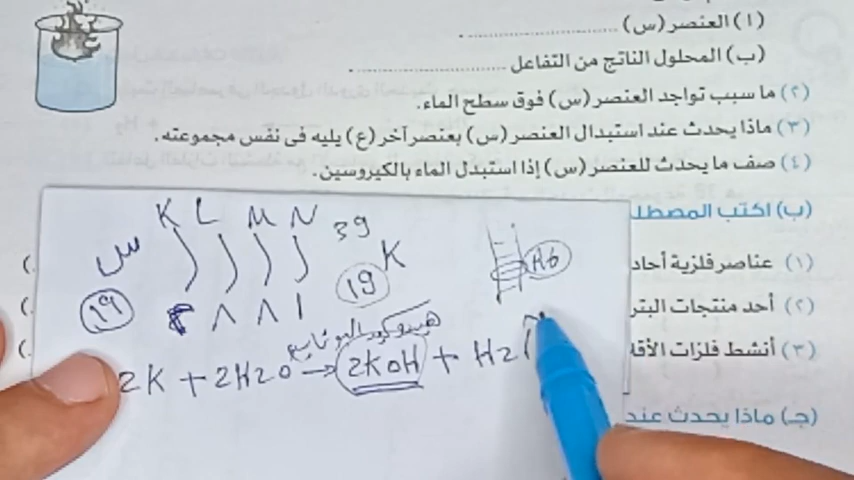 (١) العنصر (س) ....................
(ب) المحلول الناتج من التفاعل ....................
(٢) ما سبب تواجد العنصر (س) فوق سطح الماء.
(٣) ماذا يحدث عند استبدال العنصر (س) بعنصر آخر (ع) يليه فى نفس مجموعته.
(٤) صف ما يحدث للعنصر (س) إذا استبدل الماء بالكيروسين.
(ب) اكتب المصطل
(١) عناصر فلزية أحاد
(٢) أحد منتجات البتر
(٣) أنشط فلزات الأقل
(جـ) ماذا يحدث عند
K L M N
س
١٩
٨ ٨ ١
39
19 K
2K + 2H2O → 2KOH + H2